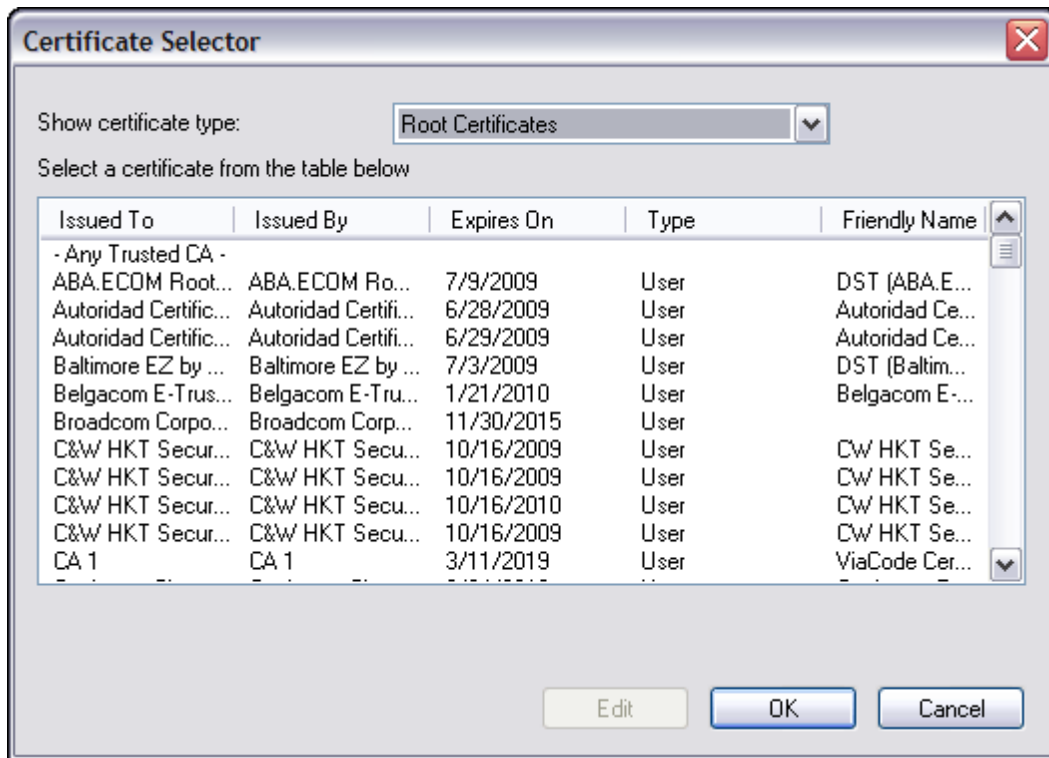 Certificate Selector
Show certificate type: Root Certificates
Select a certificate from the table below
Issued To Issued By Expires On Type Friendly Name
- Any Trusted CA -
ABA.ECOM Root... ABA.ECOM Ro... 7/9/2009 User DST (ABA.E...
Autoridad Certific... Autoridad Certifi... 6/28/2009 User Autoridad Ce...
Autoridad Certific... Autoridad Certifi... 6/29/2009 User Autoridad Ce...
Baltimore EZ by ... Baltimore EZ by ... 7/3/2009 User DST (Baltim...
Belgacom E-Trus... Belgacom E-Tru... 1/21/2010 User Belgacom E-...
Broadcom Corpo... Broadcom Corp... 11/30/2015 User
C&W HKT Secur... C&W HKT Secu... 10/16/2009 User CW HKT Se...
C&W HKT Secur... C&W HKT Secu... 10/16/2009 User CW HKT Se...
C&W HKT Secur... C&W HKT Secu... 10/16/2010 User CW HKT Se...
C&W HKT Secur... C&W HKT Secu... 10/16/2009 User CW HKT Se...
CA 1 CA 1 3/11/2019 User ViaCode Cer...
Edit OK Cancel